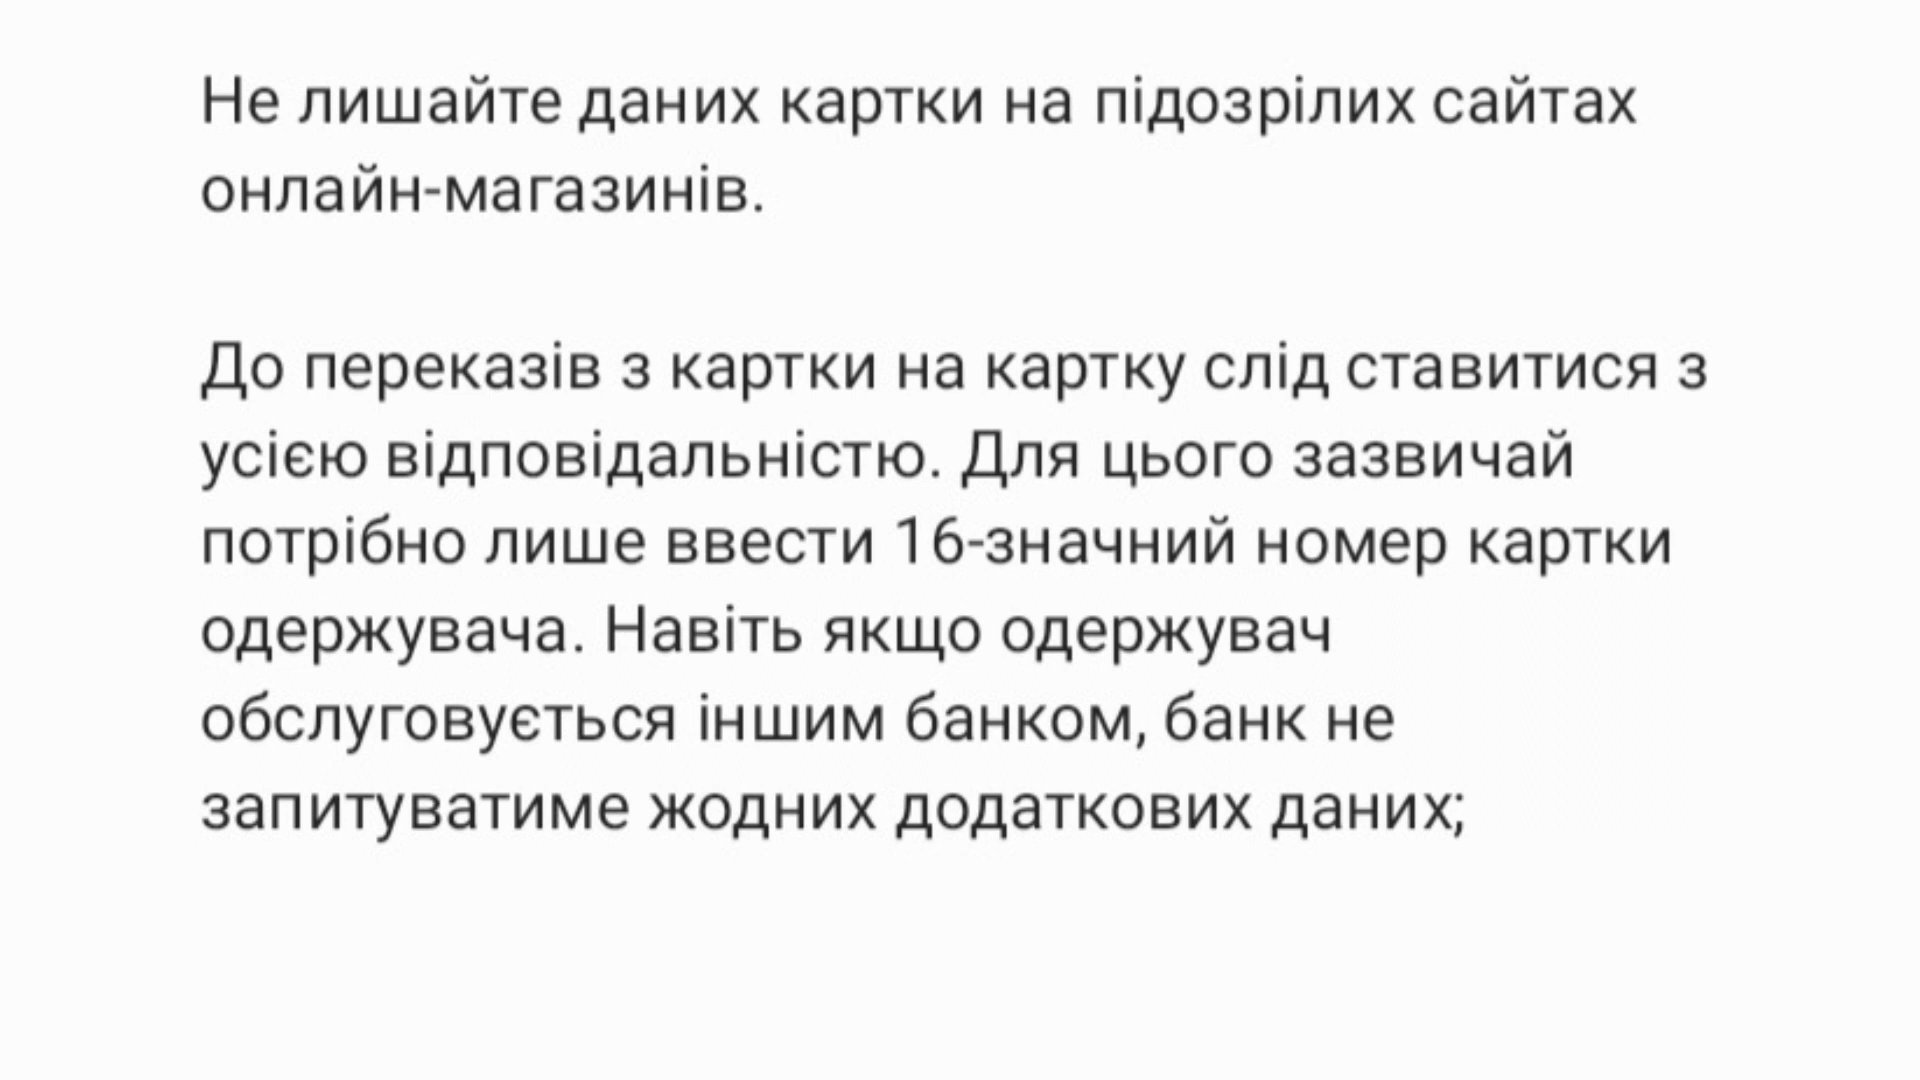 Не лишайте даних картки на підозрілих сайтах
онлайн-магазинів.
До переказів з картки на картку слід ставитися з
усією відповідальністю. Для цього зазвичай
потрібно лише ввести 16-значний номер картки
одержувача. Навіть якщо одержувач
обслуговується іншим банком, банк не
запитуватиме жодних додаткових даних;